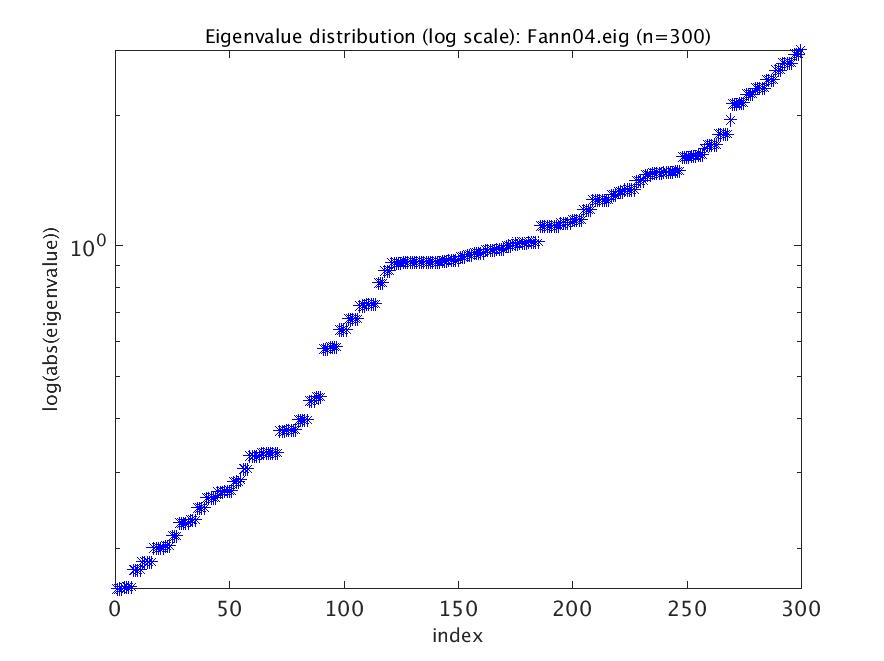 Eigenvalue distribution (log scale): Fann04.eig (n=300)
log(abs(eigenvalue))
10^0
0 50 100 150 200 250 300
index